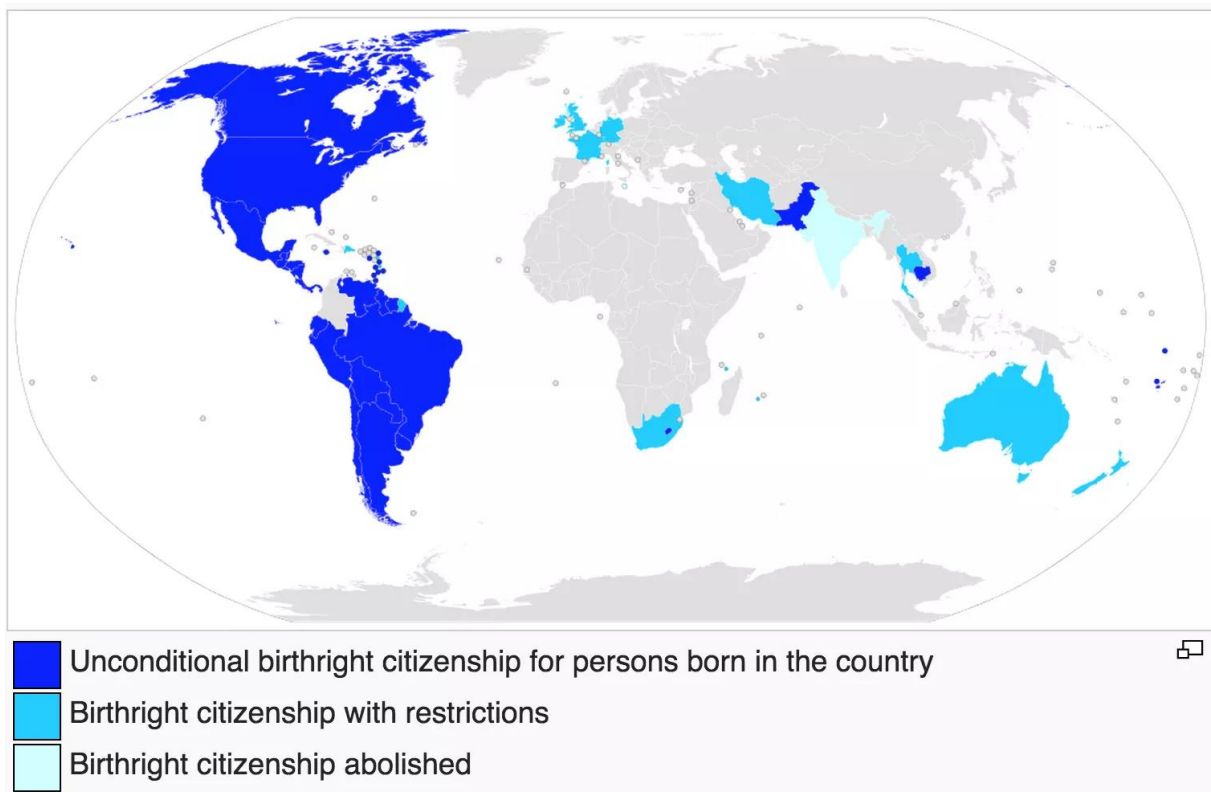 Unconditional birthright citizenship for persons born in the country
Birthright citizenship with restrictions
Birthright citizenship abolished